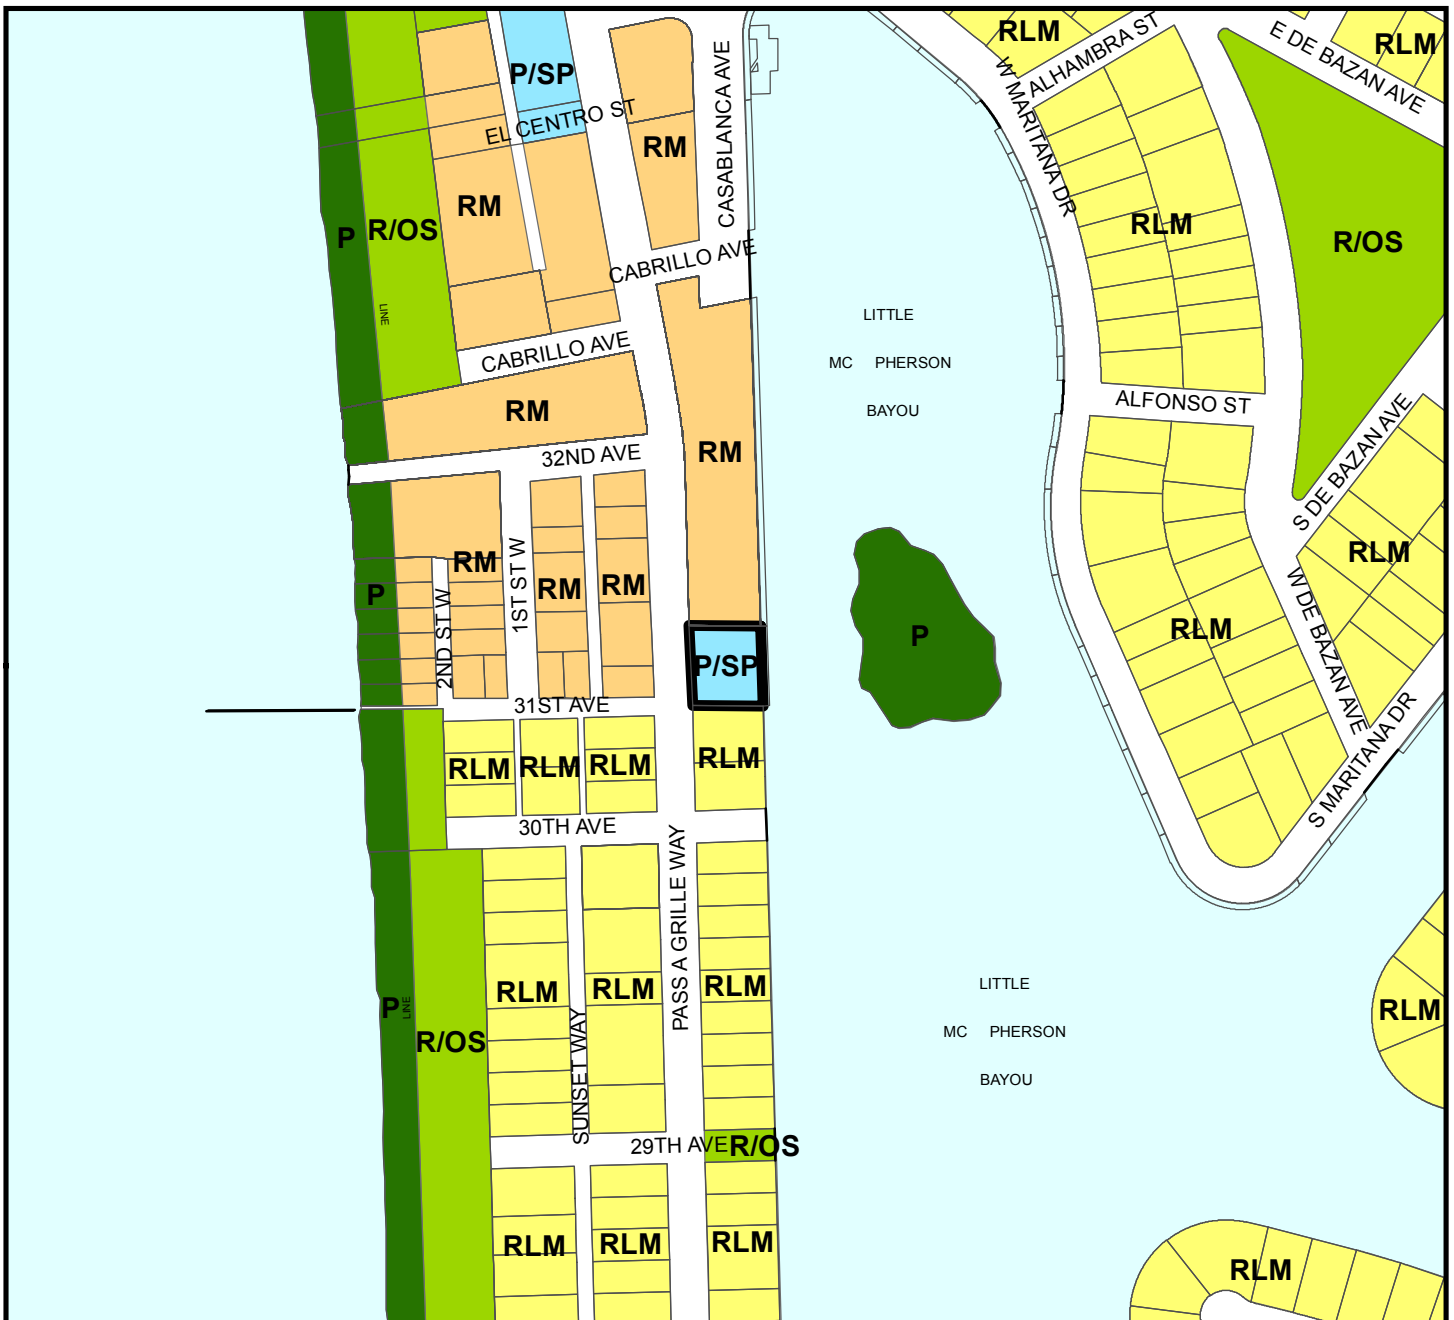 RLM
ALHAMBRA ST
E DE BAZAN AVE
RLM
P/SP
EL CENTRO ST
CASABLANCA AVE
W MARITANA DR
RM
RM
P
R/OS
RLM
R/OS
CABRILLO AVE
LINE
LITTLE
MC PHERSON
BAYOU
CABRILLO AVE
RM
ALFONSO ST
S DE BAZAN AVE
32ND AVE
RM
1ST ST W
RM
RM
RM
P
2ND ST W
RLM
W DE BAZAN AVE
RLM
P
P/SP
31ST AVE
RLM
RLM
RLM
RLM
S MARITANA DR
30TH AVE
PASS A GRILLE WAY
P
LINE
R/OS
RLM
RLM
RLM
LITTLE
MC PHERSON
BAYOU
RLM
SUNSET WAY
29TH AVE
R/OS
RLM
RLM
RLM
RLM